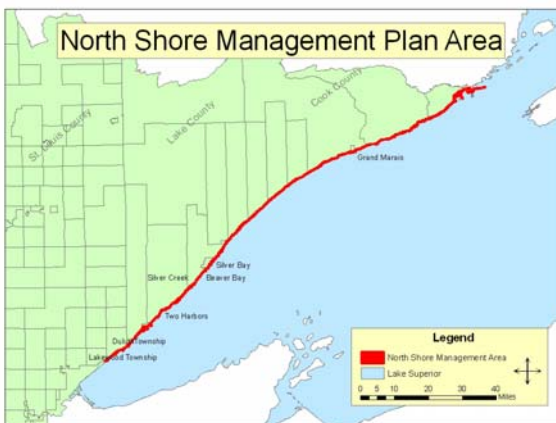 North Shore Management Plan Area
St. Louis County
Lake County
Cook County
Grand Marais
Silver Bay
Silver Creek
Beaver Bay
Two Harbors
Duluth Township
Lakewood Township
Legend
North Shore Management Area
Lake Superior
0 5 10 20 30 40
Miles